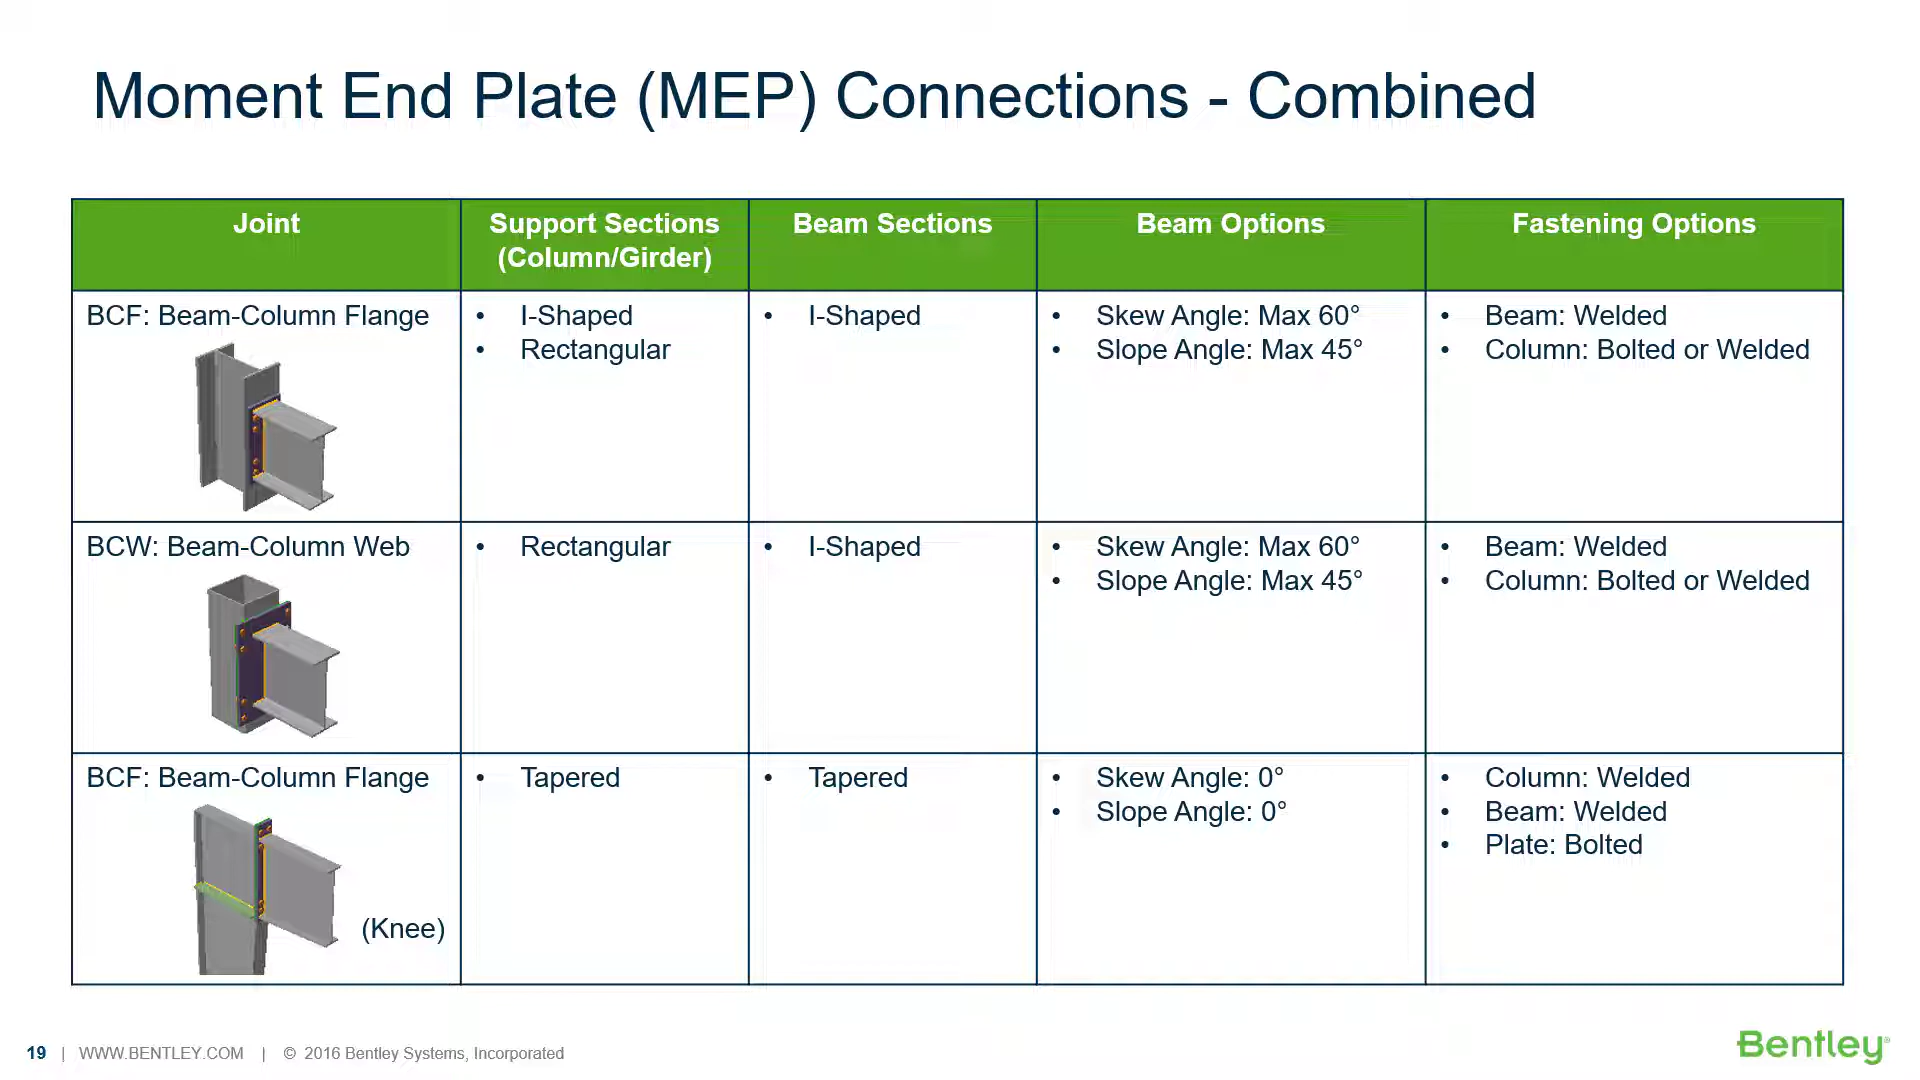 Moment End Plate (MEP) Connections - Combined
Joint
Support Sections
(Column/Girder)
Beam Sections
Beam Options
Fastening Options
BCF: Beam-Column Flange
• I-Shaped
• Rectangular
• I-Shaped
• Skew Angle: Max 60°
• Slope Angle: Max 45°
• Beam: Welded
• Column: Bolted or Welded
BCW: Beam-Column Web
• Rectangular
• I-Shaped
• Skew Angle: Max 60°
• Slope Angle: Max 45°
• Beam: Welded
• Column: Bolted or Welded
BCF: Beam-Column Flange
(Knee)
• Tapered
• Tapered
• Skew Angle: 0°
• Slope Angle: 0°
• Column: Welded
• Beam: Welded
• Plate: Bolted
19 | WWW.BENTLEY.COM | © 2016 Bentley Systems, Incorporated
Bentley®